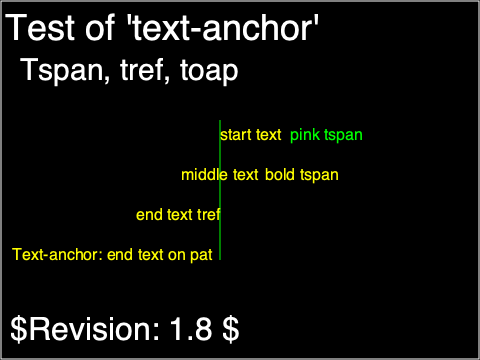 Test of 'text-anchor'
Tspan, tref, toap
start text pink tspan
middle text bold tspan
end text tref
Text-anchor: end text on pat
$Revision: 1.8 $